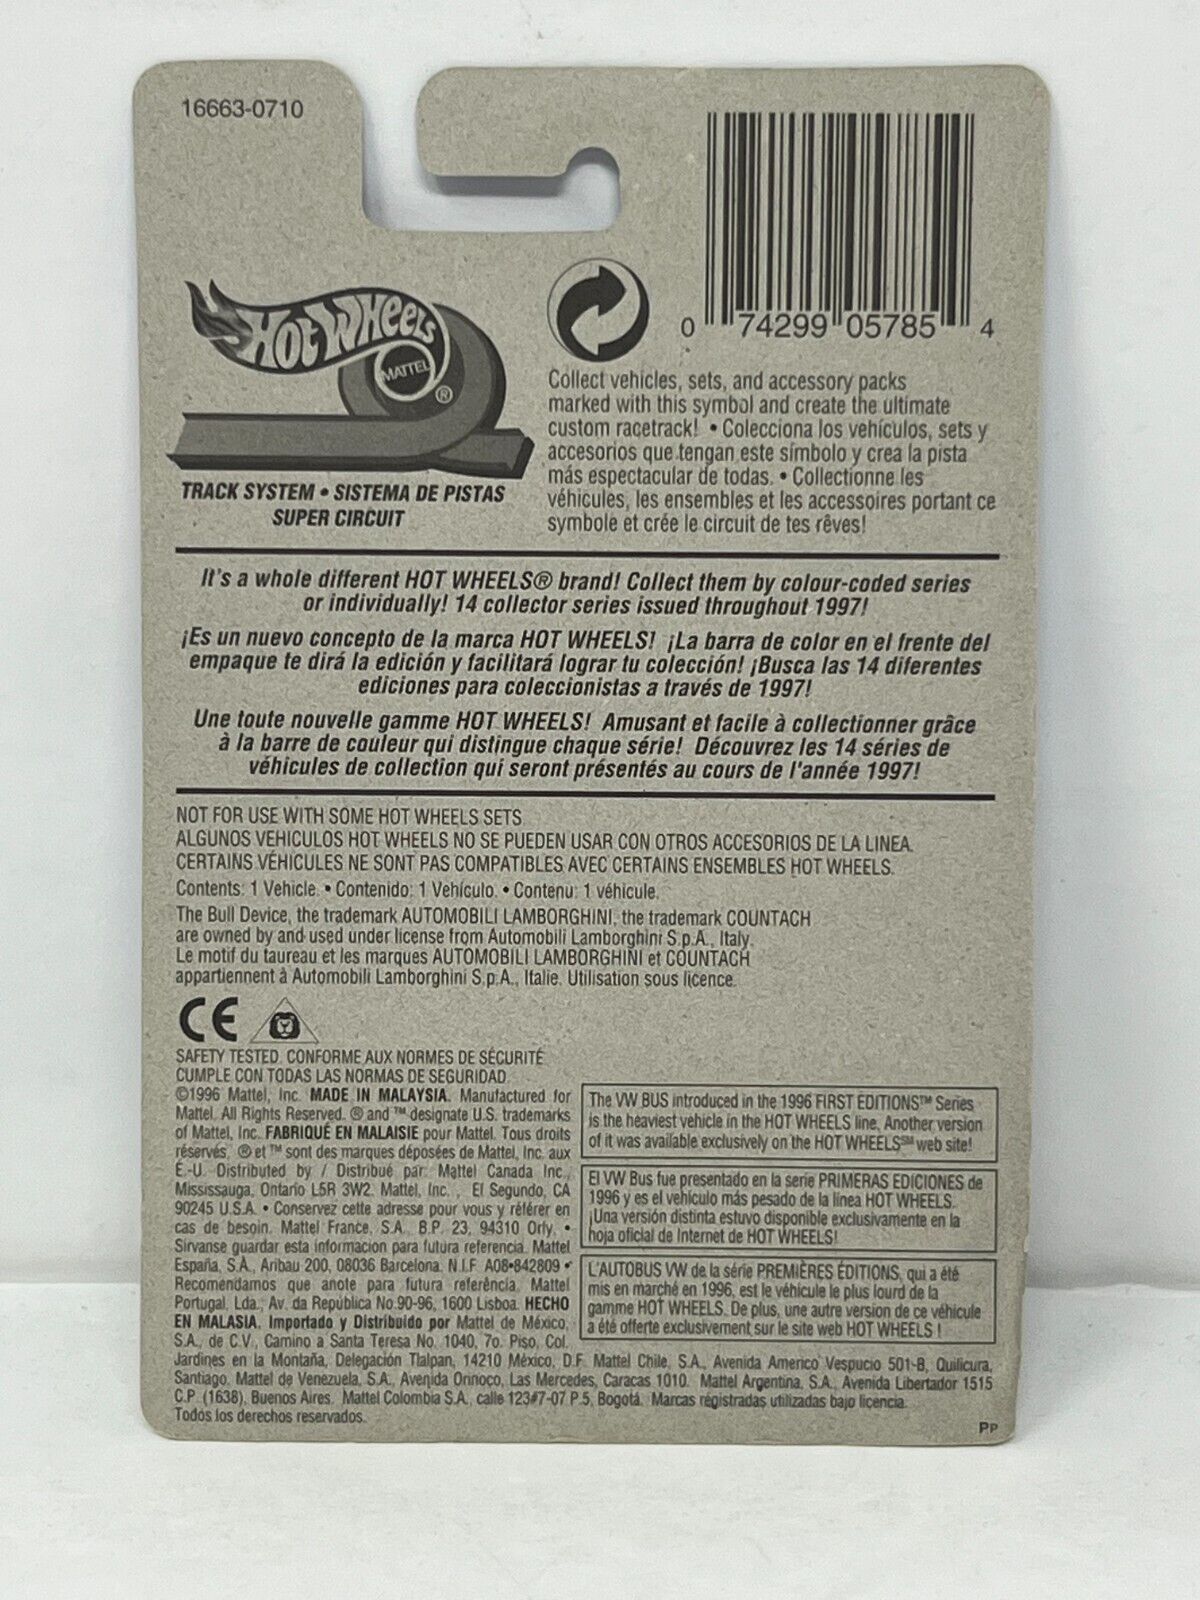 16663-0710
0 74299 05785 4
HOT WHEELS
MATTEL
®
TRACK SYSTEM • SISTEMA DE PISTAS
SUPER CIRCUIT
Collect vehicles, sets, and accessory packs
marked with this symbol and create the ultimate
custom racetrack! • Colecciona los vehículos, sets y
accesorios que tengan este símbolo y crea la pista
más espectacular de todas. • Collectionne les
véhicules, les ensembles et les accessoires portant ce
symbole et crée le circuit de tes rêves!
It's a whole different HOT WHEELS® brand! Collect them by colour-coded series
or individually! 14 collector series issued throughout 1997!
¡Es un nuevo concepto de la marca HOT WHEELS! ¡La barra de color en el frente del
empaque te dirá la edición y facilitará lograr tu colección! ¡Busca las 14 diferentes
ediciones para coleccionistas a través de 1997!
Une toute nouvelle gamme HOT WHEELS! Amusant et facile à collectionner grâce
à la barre de couleur qui distingue chaque série! Découvrez les 14 séries de
véhicules de collection qui seront présentés au cours de l'année 1997!
NOT FOR USE WITH SOME HOT WHEELS SETS.
ALGUNOS VEHICULOS HOT WHEELS NO SE PUEDEN USAR CON OTROS ACCESORIOS DE LA LINEA.
CERTAINS VÉHICULES NE SONT PAS COMPATIBLES AVEC CERTAINS ENSEMBLES HOT WHEELS.
Contents: 1 Vehicle. • Contenido: 1 Vehículo. • Contenu: 1 véhicule.
The Bull Device, the trademark AUTOMOBILI LAMBORGHINI, the trademark COUNTACH
are owned by and used under license from Automobili Lamborghini S.p.A., Italy.
Le motif du taureau et les marques AUTOMOBILI LAMBORGHINI et COUNTACH
appartiennent à Automobili Lamborghini S.p.A., Italie. Utilisation sous licence.
CE
SAFETY TESTED. CONFORME AUX NORMES DE SÉCURITÉ
CUMPLE CON TODAS LAS NORMAS DE SEGURIDAD.
©1996 Mattel, Inc. MADE IN MALAYSIA. Manufactured for
Mattel. All Rights Reserved. ® and ™ designate U.S. trademarks
of Mattel, Inc. FABRIQUÉ EN MALAISIE pour Mattel. Tous droits
réservés. ® et ™ sont des marques déposées de Mattel, Inc. aux
É.-U. Distributed by / Distribué par: Mattel Canada Inc.,
Mississauga, Ontario L5R 3W2. Mattel, Inc., El Segundo, CA
90245 U.S.A. • Conservez cette adresse pour vous y référer en
cas de besoin. Mattel France, S.A., B.P. 23, 94310 Orly. •
Sirvanse guardar esta informacion para futura referencia. Mattel
España, S.A., Aribau 200, 08036 Barcelona. N.I.F. A08•842809 •
Recomendamos que anote para futura referência. Mattel
Portugal, Lda., Av. da República No.90-96, 1600 Lisboa. HECHO
EN MALASIA. Importado y Distribuido por Mattel de México,
S.A., de C.V., Camino a Santa Teresa No. 1040, 7o. Piso, Col.
Jardines en la Montaña, Delegación Tlalpan, 14210 México, D.F. Mattel Chile, S.A., Avenida Americo Vespucio 501-B, Quilicura,
Santiago. Mattel de Venezuela, S.A., Avenida Orinoco, Las Mercedes, Caracas 1010. Mattel Argentina, S.A., Avenida Libertador 1515
C.P. (1638), Buenos Aires. Mattel Colombia S.A., calle 123#7-07 P.5, Bogotá. Marcas registradas utilizadas bajo licencia.
Todos los derechos reservados.
The VW BUS introduced in the 1996 FIRST EDITIONS™ Series
is the heaviest vehicle in the HOT WHEELS line. Another version
of it was available exclusively on the HOT WHEELS℠ web site!
El VW Bus fue presentado en la serie PRIMERAS EDICIONES de
1996 y es el vehículo más pesado de la línea HOT WHEELS.
¡Una versión distinta estuvo disponible exclusivamente en la
hoja oficial de Internet de HOT WHEELS!
L'AUTOBUS VW de la série PREMIÈRES ÉDITIONS, qui a été
mis en marché en 1996, est le véhicule le plus lourd de la
gamme HOT WHEELS. De plus, une autre version de ce véhicule
a été offerte exclusivement sur le site web HOT WHEELS !
PP